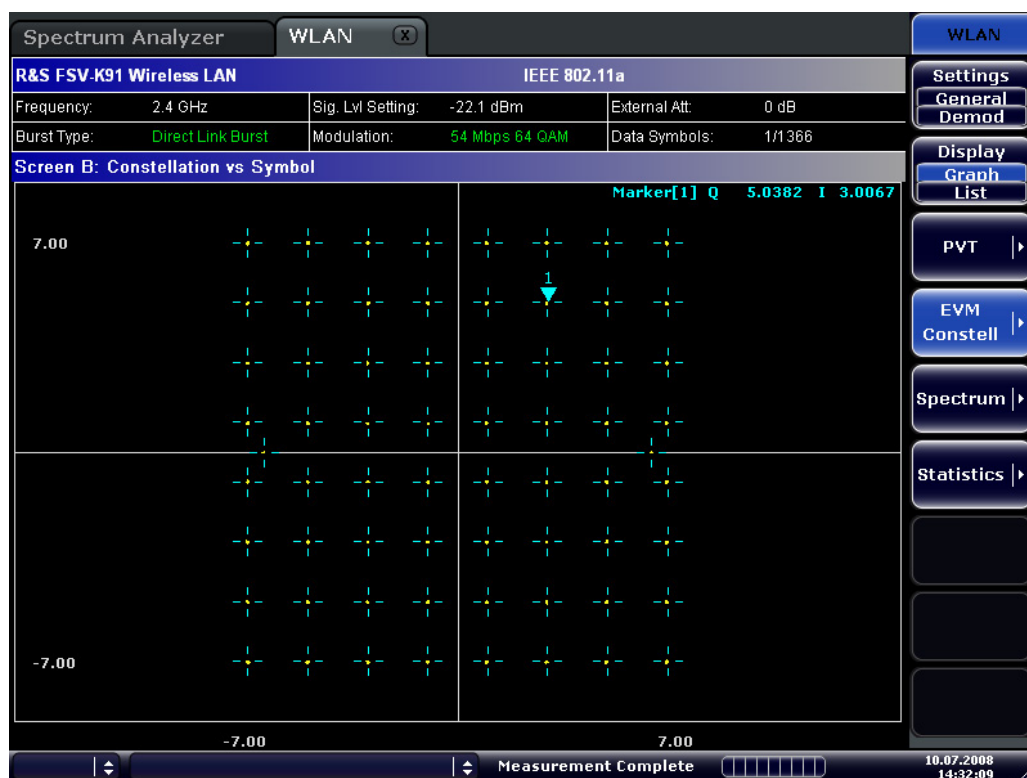 Spectrum Analyzer WLAN X WLAN
R&S FSV-K91 Wireless LAN IEEE 802.11a
Frequency: 2.4 GHz Sig. Lvl Setting: -22.1 dBm External Att: 0 dB
Burst Type: Direct Link Burst Modulation: 54 Mbps 64 QAM Data Symbols: 1/1366
Screen B: Constellation vs Symbol
Marker[1] Q 5.0382 I 3.0067
7.00
1
-7.00
-7.00 7.00
Measurement Complete
Settings
General
Demod
Display
Graph
List
PVT
EVM
Constell
Spectrum
Statistics
10.07.2008
14:32:09